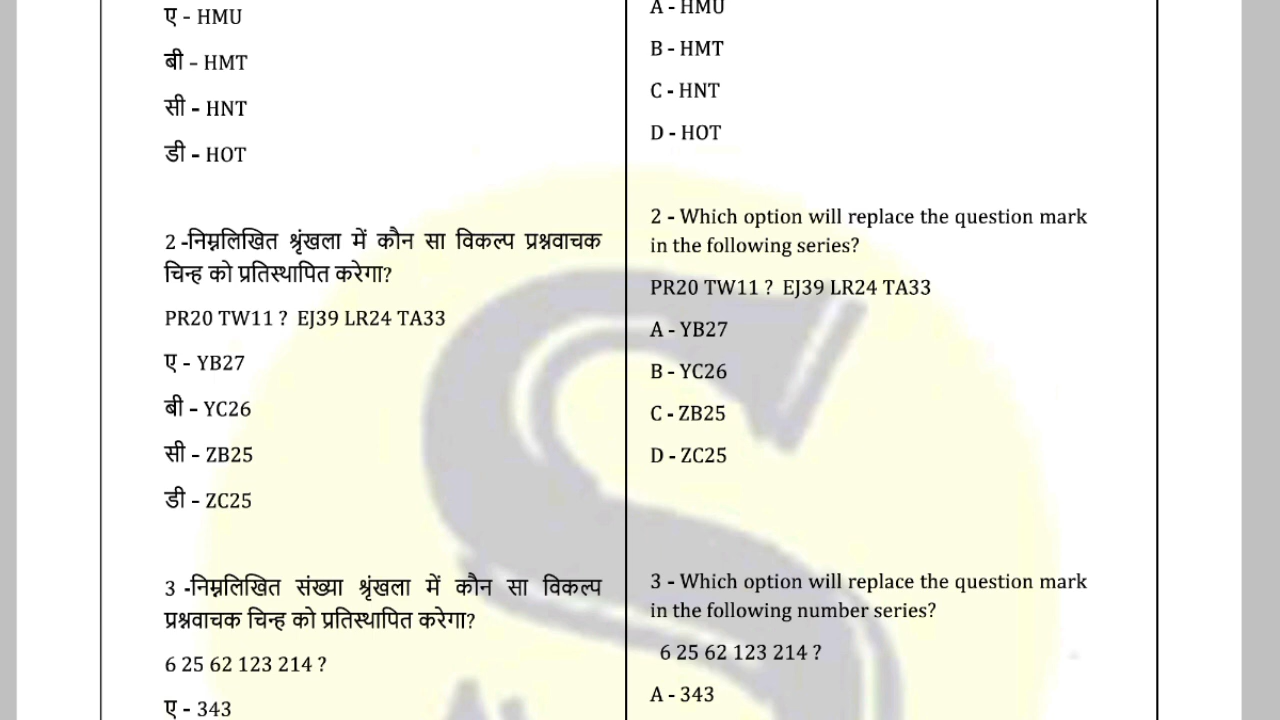 ए - HMU
बी - HMT
सी - HNT
डी - HOT
2 -निम्नलिखित श्रृंखला में कौन सा विकल्प प्रश्नवाचक
चिन्ह को प्रतिस्थापित करेगा?
PR20 TW11 ? EJ39 LR24 TA33
ए - YB27
बी - YC26
सी - ZB25
डी - ZC25
3 -निम्नलिखित संख्या श्रृंखला में कौन सा विकल्प
प्रश्नवाचक चिन्ह को प्रतिस्थापित करेगा?
6 25 62 123 214 ?
ए - 343
A - HMU
B - HMT
C - HNT
D - HOT
2 - Which option will replace the question mark
in the following series?
PR20 TW11 ? EJ39 LR24 TA33
A - YB27
B - YC26
C - ZB25
D - ZC25
3 - Which option will replace the question mark
in the following number series?
6 25 62 123 214 ?
A - 343